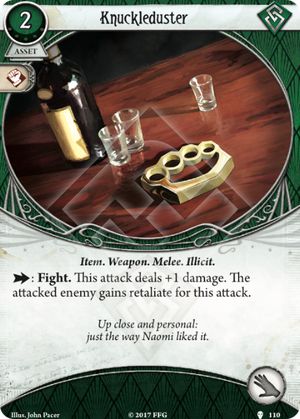 Knuckleduster
2
ASSET
Item. Weapon. Melee. Illicit.
: Fight. This attack deals +1 damage. The
attacked enemy gains retaliate for this attack.
Up close and personal:
just the way Naomi liked it.
Illus. John Pacer © 2017 FFG 110